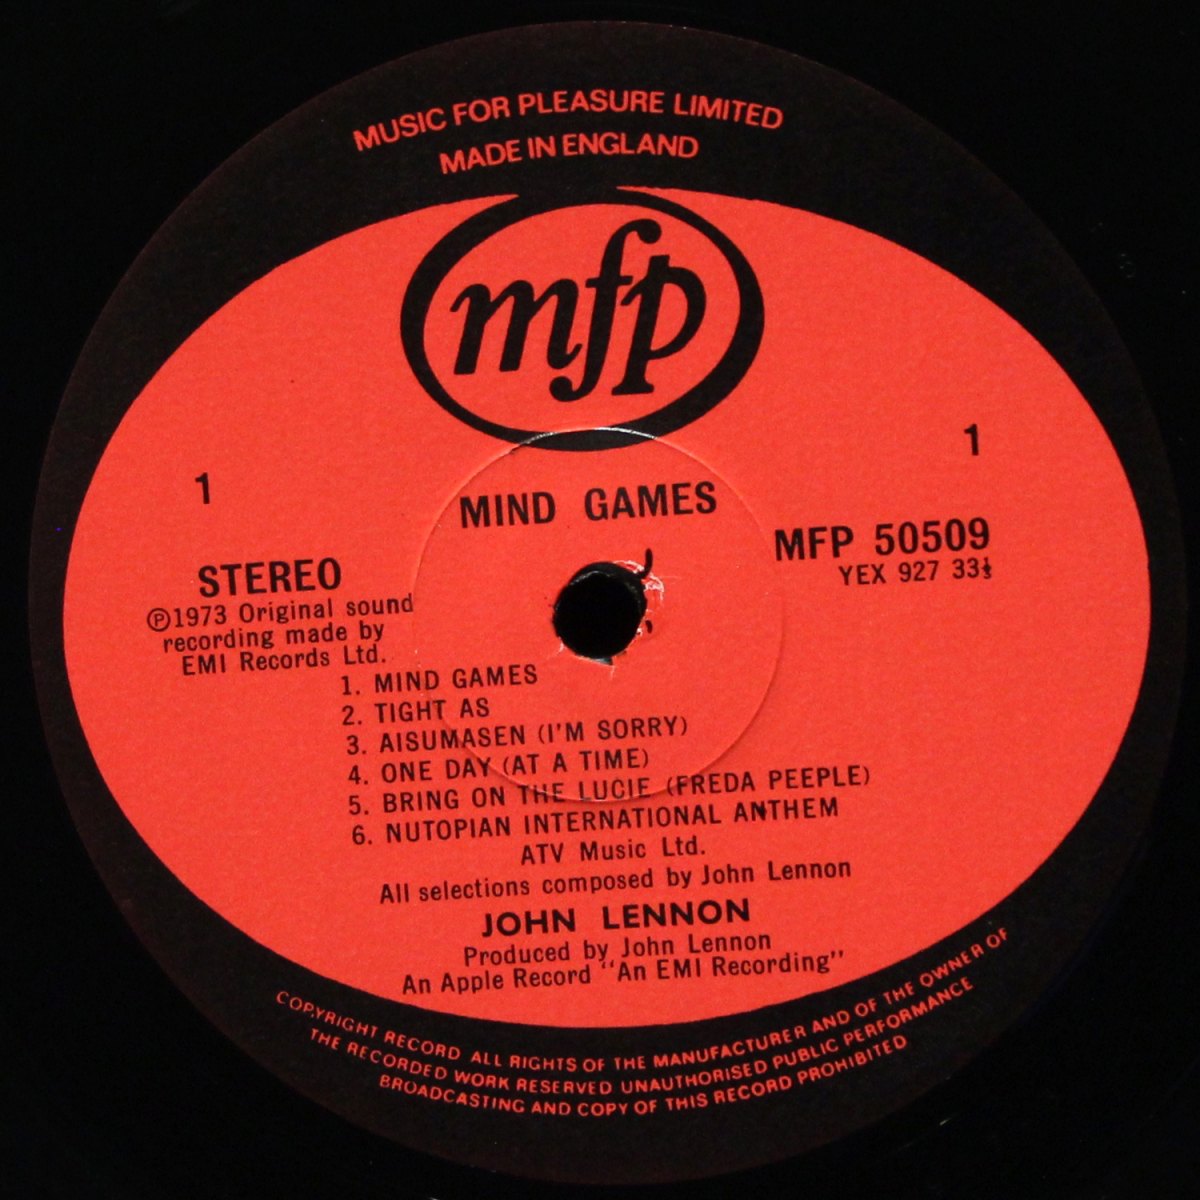 MUSIC FOR PLEASURE LIMITED
MADE IN ENGLAND
mfp
1
1
MIND GAMES
STEREO
MFP 50509
YEX 927 33⅓
℗1973 Original sound
recording made by
EMI Records Ltd.
1. MIND GAMES
2. TIGHT AS
3. AISUMASEN (I'M SORRY)
4. ONE DAY (AT A TIME)
5. BRING ON THE LUCIE (FREDA PEEPLE)
6. NUTOPIAN INTERNATIONAL ANTHEM
ATV Music Ltd.
All selections composed by John Lennon
JOHN LENNON
Produced by John Lennon
An Apple Record "An EMI Recording"
COPYRIGHT RECORD ALL RIGHTS OF THE MANUFACTURER AND OF THE OWNER OF
THE RECORDED WORK RESERVED UNAUTHORISED PUBLIC PERFORMANCE
BROADCASTING AND COPY OF THIS RECORD PROHIBITED